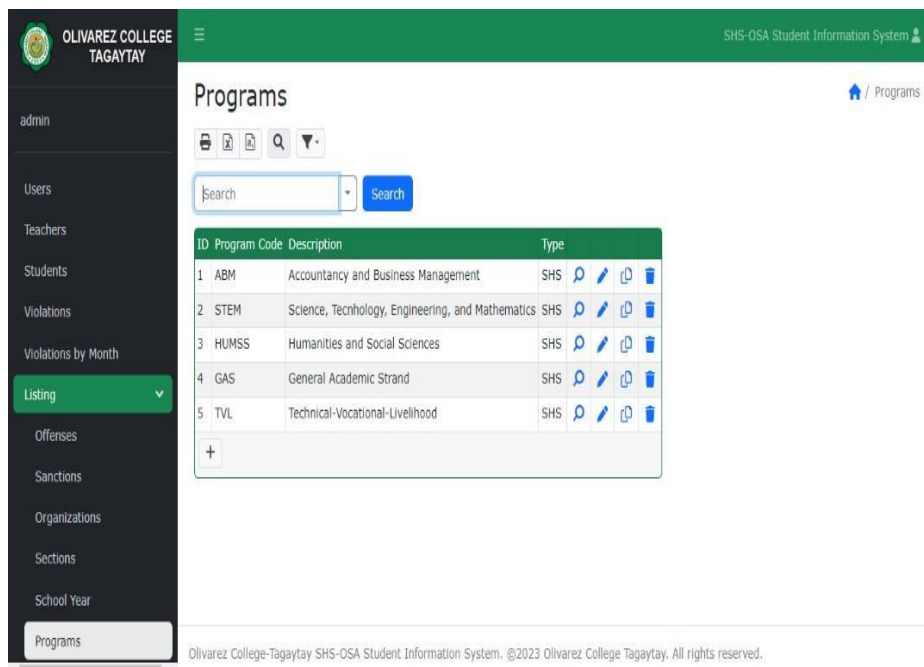 OLIVAREZ COLLEGE
TAGAYTAY
SHS-OSA Student Information System
admin
Users
Teachers
Students
Violations
Violations by Month
Listing
Offenses
Sanctions
Organizations
Sections
School Year
Programs
Programs
/ Programs
Search
Search
ID Program Code Description Type
1 ABM Accountancy and Business Management SHS
2 STEM Science, Tecnhology, Engineering, and Mathematics SHS
3 HUMSS Humanities and Social Sciences SHS
4 GAS General Academic Strand SHS
5 TVL Technical-Vocational-Livelihood SHS
+
Olivarez College-Tagaytay SHS-OSA Student Information System. @2023 Olivarez College Tagaytay. All rights reserved.